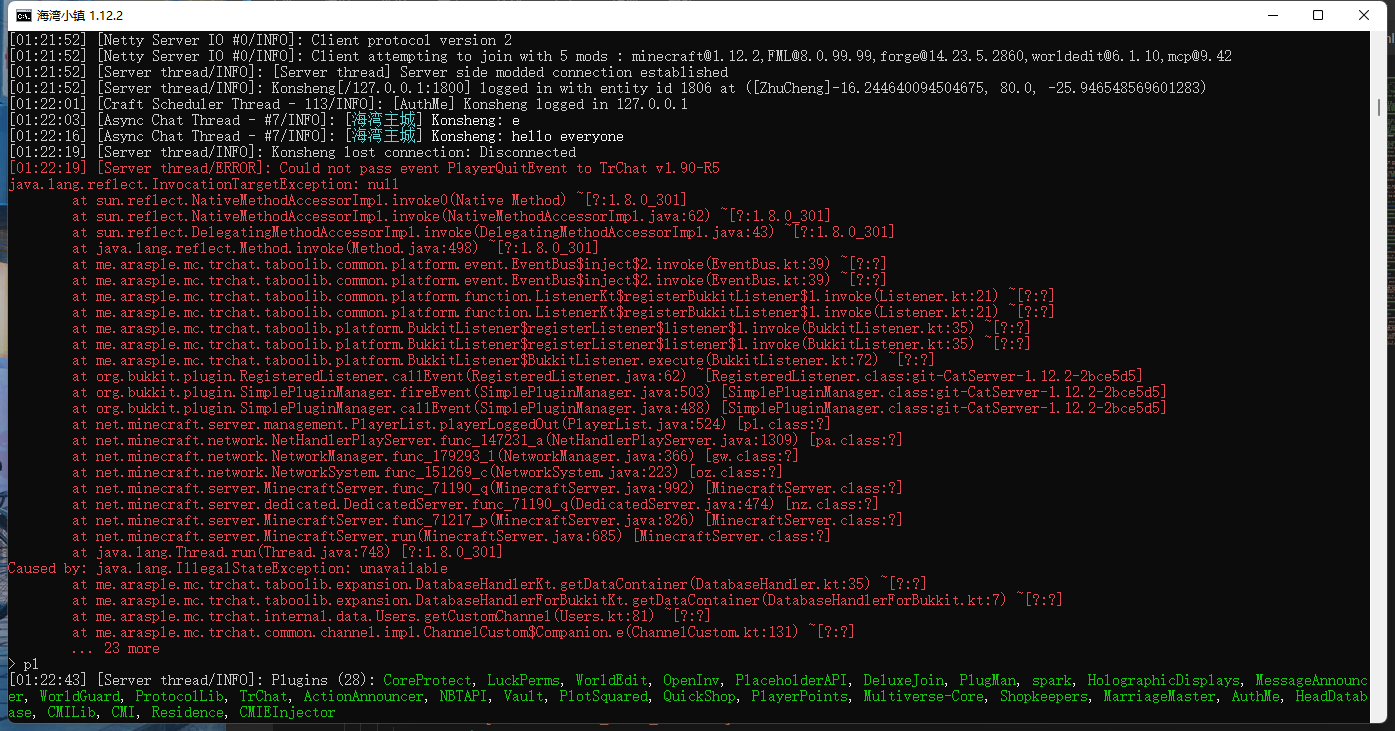 海湾小镇 1.12.2
[01:21:52] [Netty Server IO #0/INFO]: Client protocol version 2
[01:21:52] [Netty Server IO #0/INFO]: Client attempting to join with 5 mods : minecraft@1.12.2,FML@8.0.99.99,forge@14.23.5.2860,worldedit@6.1.10,mcp@9.42
[01:21:52] [Server thread/INFO]: [Server thread] Server side modded connection established
[01:21:52] [Server thread/INFO]: Konsheng[/127.0.0.1:1800] logged in with entity id 1806 at ([ZhuCheng]-16.244640094504675, 80.0, -25.946548569601283)
[01:22:01] [Craft Scheduler Thread - 113/INFO]: [AuthMe] Konsheng logged in 127.0.0.1
[01:22:03] [Async Chat Thread - #7/INFO]: [海湾主城] Konsheng: e
[01:22:16] [Async Chat Thread - #7/INFO]: [海湾主城] Konsheng: hello everyone
[01:22:19] [Server thread/INFO]: Konsheng lost connection: Disconnected
[01:22:19] [Server thread/ERROR]: Could not pass event PlayerQuitEvent to TrChat v1.90-R5
java.lang.reflect.InvocationTargetException: null
at sun.reflect.NativeMethodAccessorImpl.invoke0(Native Method) ~[?:1.8.0_301]
at sun.reflect.NativeMethodAccessorImpl.invoke(NativeMethodAccessorImpl.java:62) ~[?:1.8.0_301]
at sun.reflect.DelegatingMethodAccessorImpl.invoke(DelegatingMethodAccessorImpl.java:43) ~[?:1.8.0_301]
at java.lang.reflect.Method.invoke(Method.java:498) ~[?:1.8.0_301]
at me.arasple.mc.trchat.taboolib.common.platform.event.EventBus$inject$2.invoke(EventBus.kt:39) ~[?:?]
at me.arasple.mc.trchat.taboolib.common.platform.event.EventBus$inject$2.invoke(EventBus.kt:39) ~[?:?]
at me.arasple.mc.trchat.taboolib.common.platform.function.ListenerKt$registerBukkitListener$1.invoke(Listener.kt:21) ~[?:?]
at me.arasple.mc.trchat.taboolib.common.platform.function.ListenerKt$registerBukkitListener$1.invoke(Listener.kt:21) ~[?:?]
at me.arasple.mc.trchat.taboolib.platform.BukkitListener$registerListener$listener$1.invoke(BukkitListener.kt:35) ~[?:?]
at me.arasple.mc.trchat.taboolib.platform.BukkitListener$registerListener$listener$1.invoke(BukkitListener.kt:35) ~[?:?]
at me.arasple.mc.trchat.taboolib.platform.BukkitListener$BukkitListener.execute(BukkitListener.kt:72) ~[?:?]
at org.bukkit.plugin.RegisteredListener.callEvent(RegisteredListener.java:62) ~[RegisteredListener.class:git-CatServer-1.12.2-2bce5d5]
at org.bukkit.plugin.SimplePluginManager.fireEvent(SimplePluginManager.java:503) [SimplePluginManager.class:git-CatServer-1.12.2-2bce5d5]
at org.bukkit.plugin.SimplePluginManager.callEvent(SimplePluginManager.java:488) [SimplePluginManager.class:git-CatServer-1.12.2-2bce5d5]
at net.minecraft.server.management.PlayerList.playerLoggedOut(PlayerList.java:524) [pl.class:?]
at net.minecraft.network.NetHandlerPlayServer.func_147231_a(NetHandlerPlayServer.java:1309) [pa.class:?]
at net.minecraft.network.NetworkManager.func_179293_l(NetworkManager.java:366) [gw.class:?]
at net.minecraft.network.NetworkSystem.func_151269_c(NetworkSystem.java:223) [oz.class:?]
at net.minecraft.server.MinecraftServer.func_71190_q(MinecraftServer.java:992) [MinecraftServer.class:?]
at net.minecraft.server.dedicated.DedicatedServer.func_71190_q(DedicatedServer.java:474) [nz.class:?]
at net.minecraft.server.MinecraftServer.func_71217_p(MinecraftServer.java:826) [MinecraftServer.class:?]
at net.minecraft.server.MinecraftServer.run(MinecraftServer.java:685) [MinecraftServer.class:?]
at java.lang.Thread.run(Thread.java:748) [?:1.8.0_301]
Caused by: java.lang.IllegalStateException: unavailable
at me.arasple.mc.trchat.taboolib.expansion.DatabaseHandlerKt.getDataContainer(DatabaseHandler.kt:35) ~[?:?]
at me.arasple.mc.trchat.taboolib.expansion.DatabaseHandlerForBukkitKt.getDataContainer(DatabaseHandlerForBukkit.kt:7) ~[?:?]
at me.arasple.mc.trchat.internal.data.Users.getCustomChannel(Users.kt:81) ~[?:?]
at me.arasple.mc.trchat.common.channel.impl.ChannelCustom$Companion.e(ChannelCustom.kt:131) ~[?:?]
... 23 more
> pl
[01:22:43] [Server thread/INFO]: Plugins (28): CoreProtect, LuckPerms, WorldEdit, OpenInv, PlaceholderAPI, DeluxeJoin, PlugMan, spark, HolographicDisplays, MessageAnnounc
er, WorldGuard, ProtocolLib, TrChat, ActionAnnouncer, NBTAPI, Vault, PlotSquared, QuickShop, PlayerPoints, Multiverse-Core, Shopkeepers, MarriageMaster, AuthMe, HeadDatab
ase, CMILib, CMI, Residence, CMIEInjector